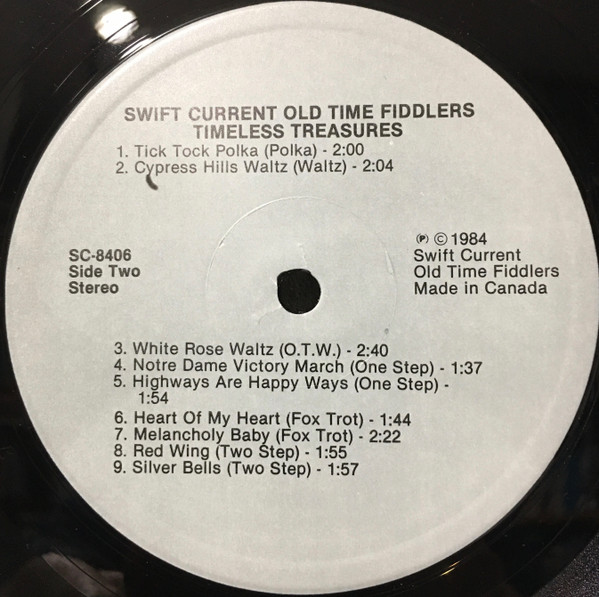 SWIFT CURRENT OLD TIME FIDDLERS
TIMELESS TREASURES
1. Tick Tock Polka (Polka) - 2:00
2. Cypress Hills Waltz (Waltz) - 2:04
SC-8406
Side Two
Stereo
℗ © 1984
Swift Current
Old Time Fiddlers
Made in Canada
3. White Rose Waltz (O.T.W.) - 2:40
4. Notre Dame Victory March (One Step) - 1:37
5. Highways Are Happy Ways (One Step) -
1:54
6. Heart Of My Heart (Fox Trot) - 1:44
7. Melancholy Baby (Fox Trot) - 2:22
8. Red Wing (Two Step) - 1:55
9. Silver Bells (Two Step) - 1:57